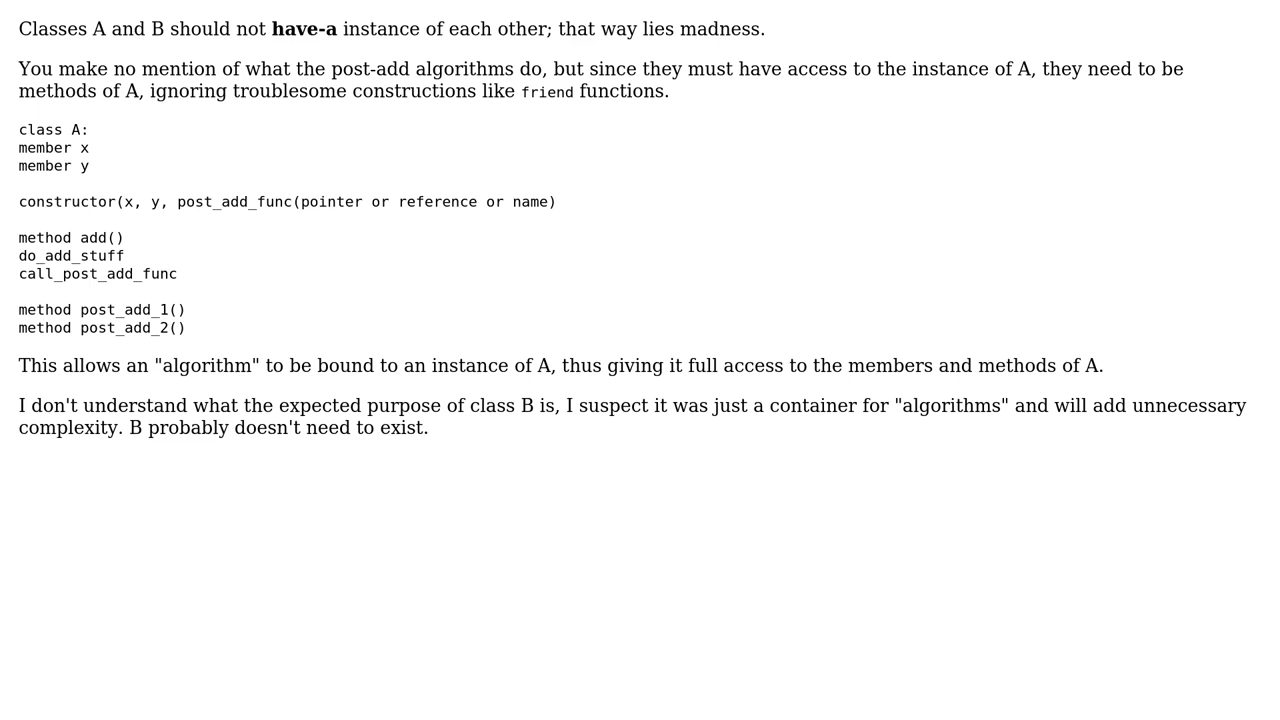 Classes A and B should not have-a instance of each other; that way lies madness.
You make no mention of what the post-add algorithms do, but since they must have access to the instance of A, they need to be
methods of A, ignoring troublesome constructions like friend functions.
class A:
member x
member y
constructor(x, y, post_add_func(pointer or reference or name)
method add()
do_add_stuff
call_post_add_func
method post_add_1()
method post_add_2()
This allows an "algorithm" to be bound to an instance of A, thus giving it full access to the members and methods of A.
I don't understand what the expected purpose of class B is, I suspect it was just a container for "algorithms" and will add unnecessary
complexity. B probably doesn't need to exist.